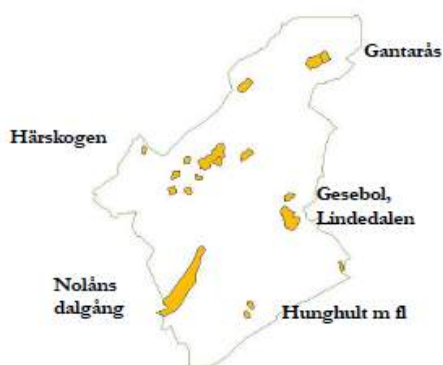 Gantarås
Härskogen
Gesebol,
Lindedalen
Nolåns
dalgång
Hunghult m fl